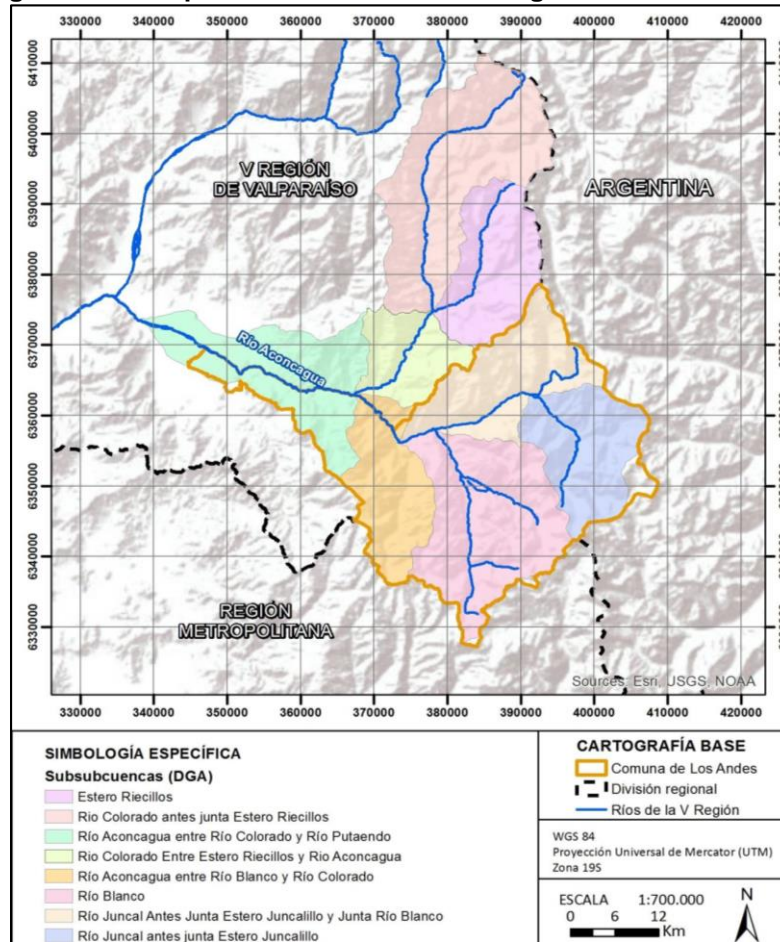 330000 340000 350000 360000 370000 380000 390000 400000 410000 420000
6410000
6400000
V REGIÓN
DE VALPARAÍSO
ARGENTINA
6390000
6380000
6370000
Río Aconcagua
6360000
6350000
6340000
REGIÓN
METROPOLITANA
6330000
Sources: Esri, USGS, NOAA
330000 340000 350000 360000 370000 380000 390000 400000 410000 420000
SIMBOLOGÍA ESPECÍFICA
Subsubcuencas (DGA)
Estero Riecillos
Rio Colorado antes junta Estero Riecillos
Río Aconcagua entre Río Colorado y Río Putaendo
Rio Colorado Entre Estero Riecillos y Rio Aconcagua
Río Aconcagua entre Río Blanco y Río Colorado
Río Blanco
Río Juncal Antes Junta Estero Juncalillo y Junta Río Blanco
Río Juncal antes junta Estero Juncalillo
CARTOGRAFÍA BASE
Comuna de Los Andes
División regional
Ríos de la V Región
WGS 84
Proyección Universal de Mercator (UTM)
Zona 19S
ESCALA 1:700.000
0 6 12
Km
N